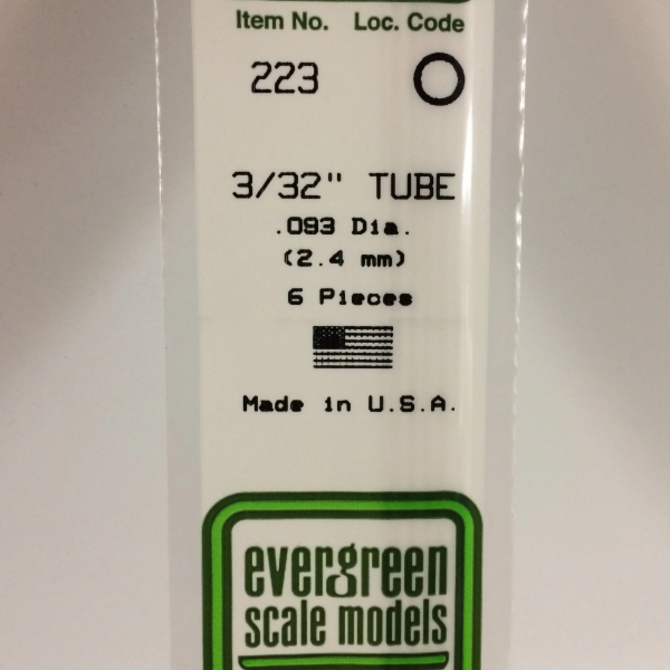 Item No. Loc. Code
223
3/32" TUBE
.093 Dia.
(2.4 mm)
6 Pieces
Made in U.S.A.
evergreen
scale models